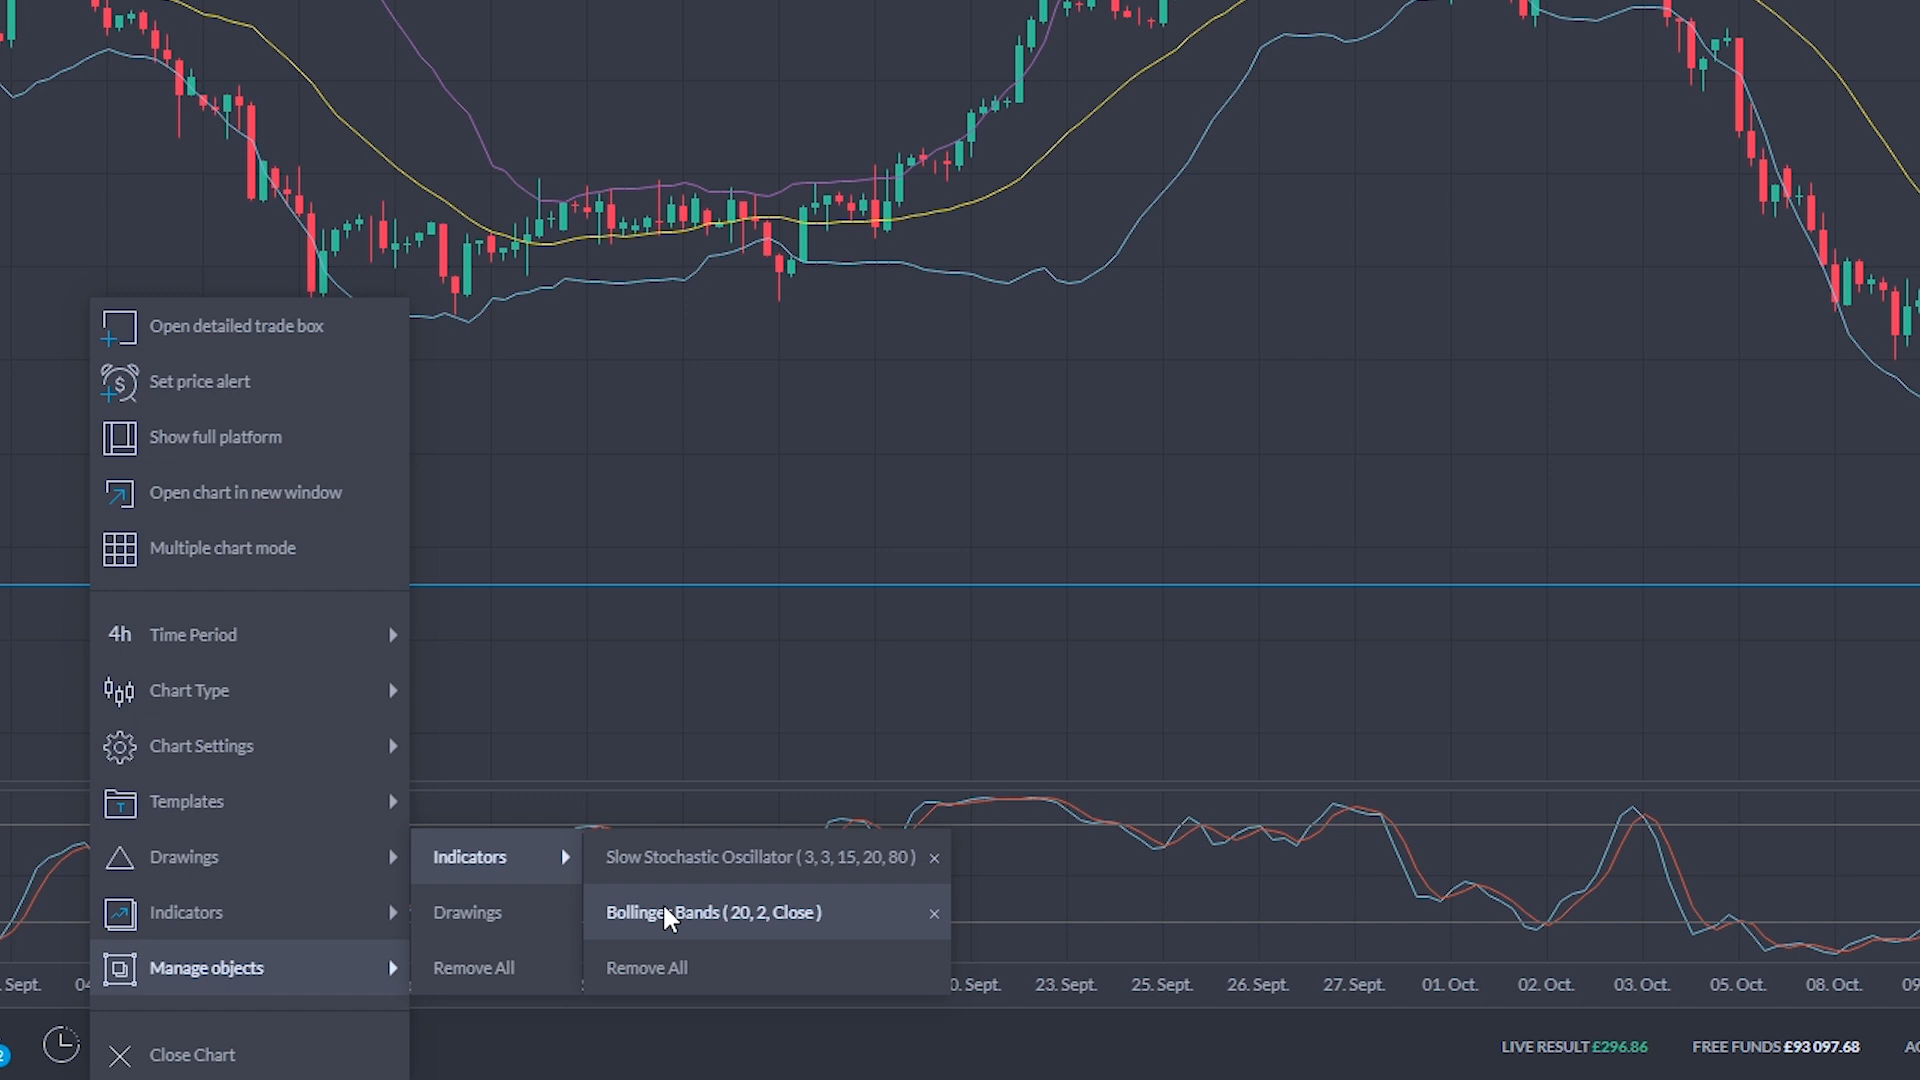 Open detailed trade box
$
Set price alert
Show full platform
Open chart in new window
Multiple chart mode
4h Time Period
Chart Type
Chart Settings
T Templates
Drawings
Indicators
Manage objects
Close Chart
Indicators
Drawings
Remove All
Slow Stochastic Oscillator ( 3, 3, 15, 20, 80 ) ×
Bands ( 20, 2, Close ) ×
Remove All
Sept. 23. Sept. 25. Sept. 26. Sept. 27. Sept. 01. Oct. 02. Oct. 03. Oct. 05. Oct. 08. Oct.
LIVE RESULT £296.86 FREE FUNDS £93 097.68